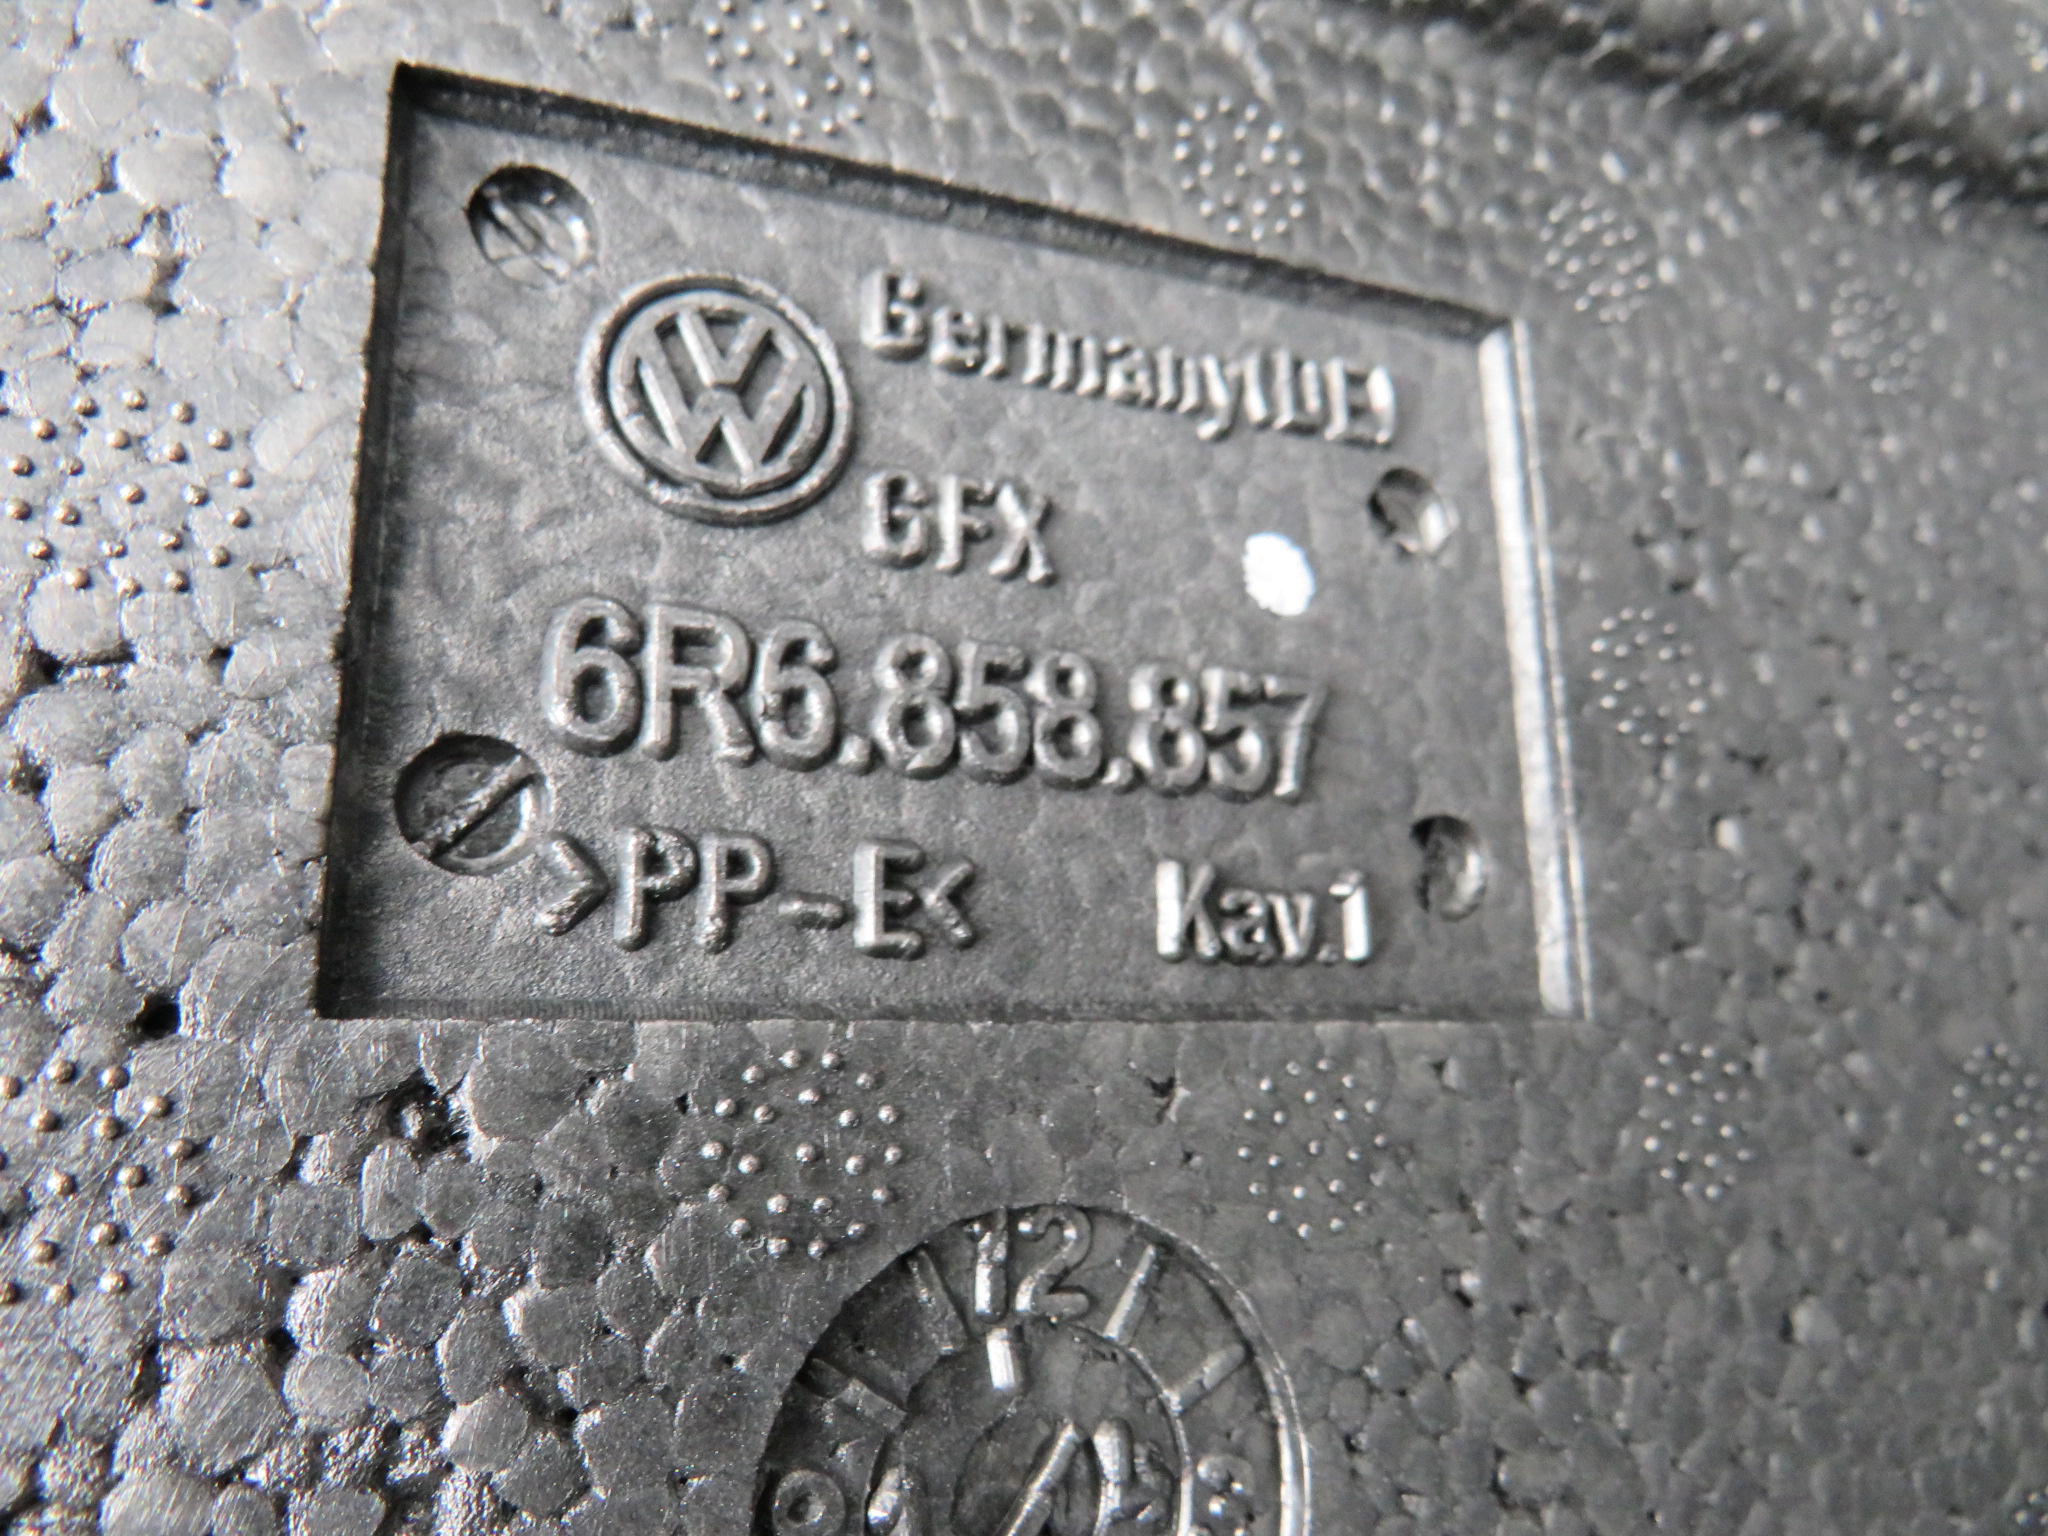 Germany(DE)
GFX
6R6.858.857
>PP-E<
Kav.1
12